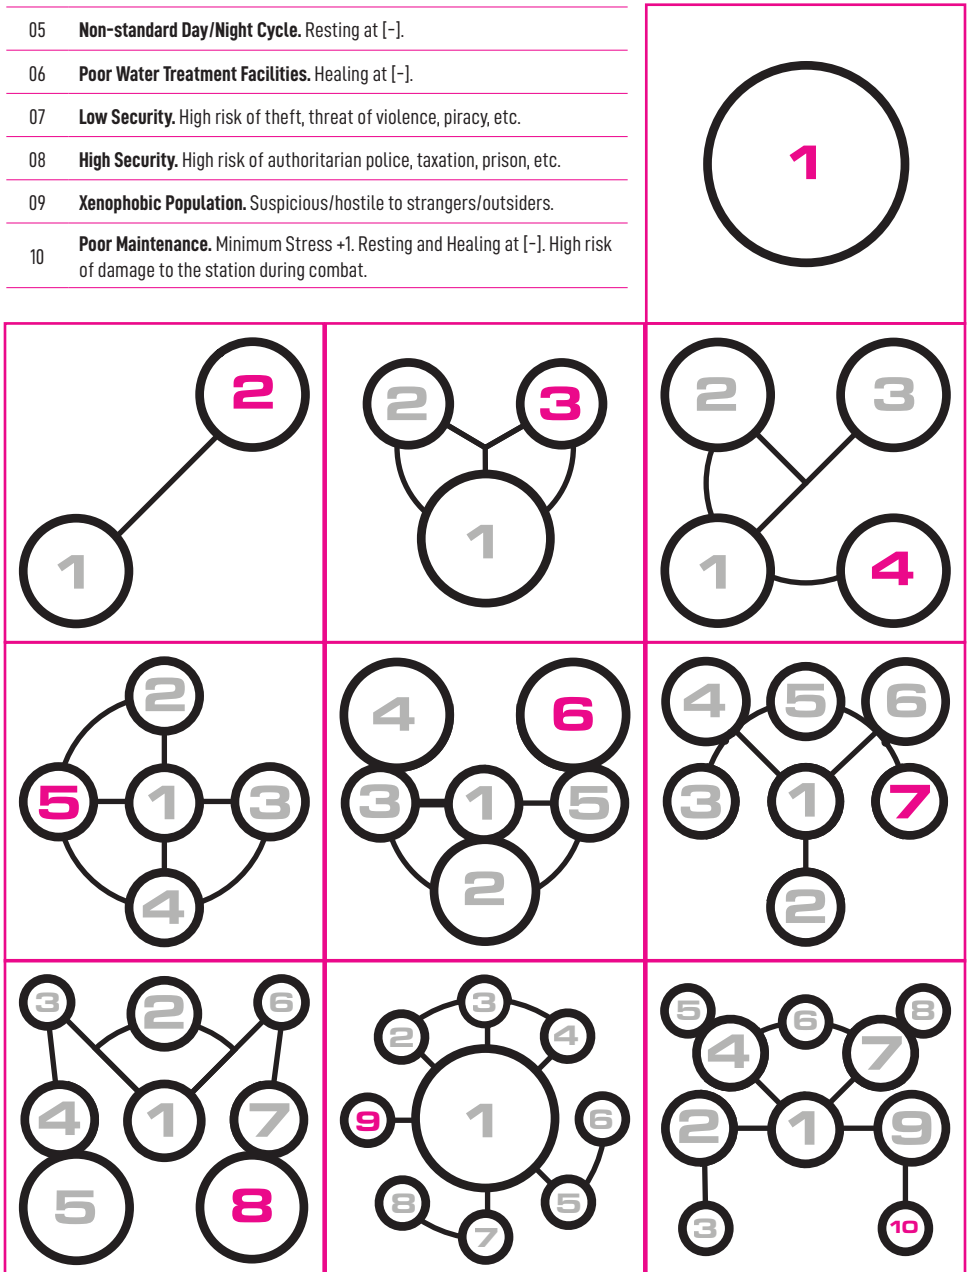 05 Non-standard Day/Night Cycle. Resting at [-].
06 Poor Water Treatment Facilities. Healing at [-].
07 Low Security. High risk of theft, threat of violence, piracy, etc.
08 High Security. High risk of authoritarian police, taxation, prison, etc.
09 Xenophobic Population. Suspicious/hostile to strangers/outsiders.
10 Poor Maintenance. Minimum Stress +1. Resting and Healing at [-]. High risk
of damage to the station during combat.
1
2
1
2 3
1
2 3
1 4
2
5 1 3
4
4 6
3 1 5
2
4 5 6
3 1 7
2
3 2 6
4 1 7
5 8
3
2 4
9 1 6
8 5
7
5 6 8
4 7
2 1 9
3 10